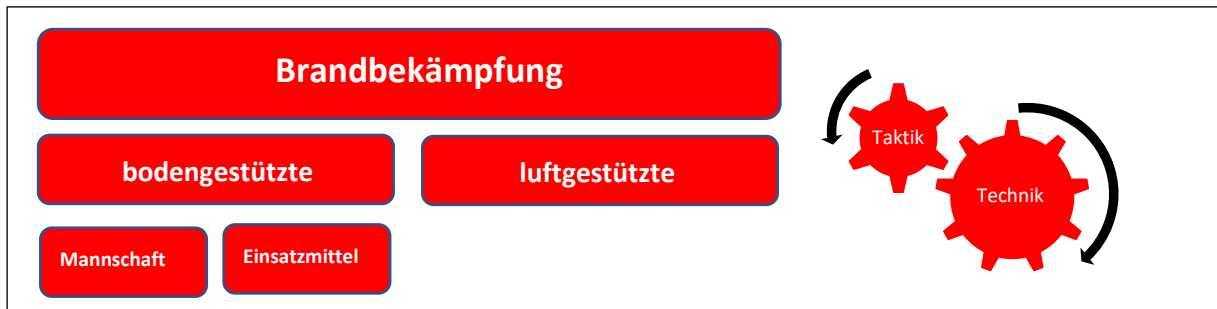 Brandbekämpfung
bodengestützte
luftgestützte
Mannschaft
Einsatzmittel
Taktik
Technik